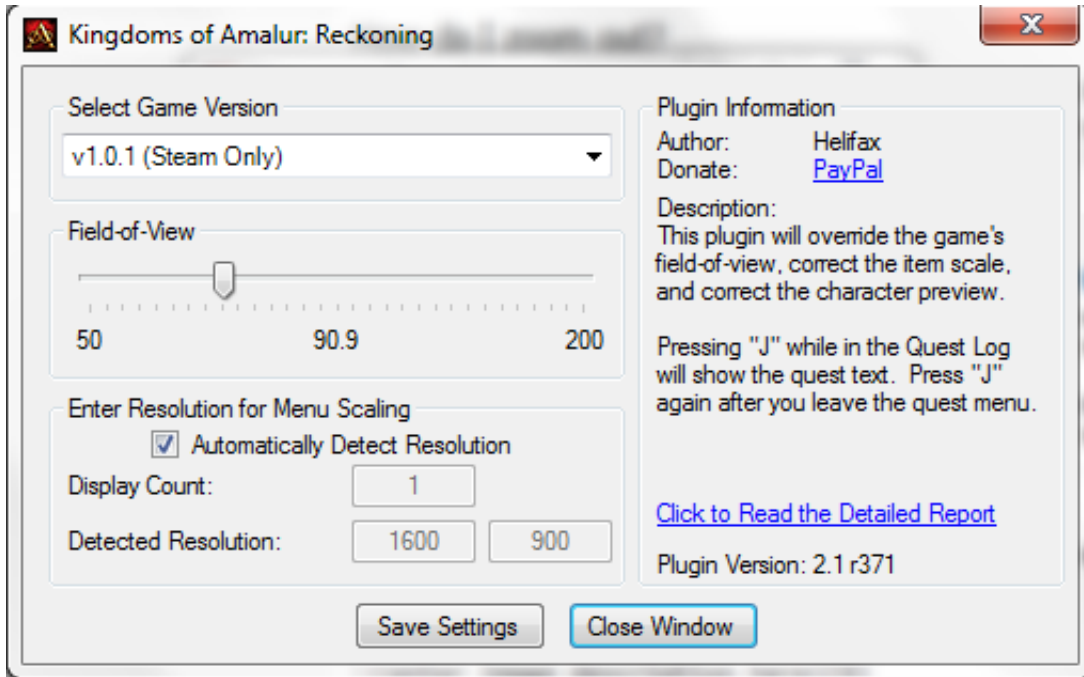 Kingdoms of Amalur: Reckoning
Select Game Version
v1.0.1 (Steam Only)
Field-of-View
50 90.9 200
Enter Resolution for Menu Scaling
Automatically Detect Resolution
Display Count: 1
Detected Resolution: 1600 900
Plugin Information
Author: Helifax
Donate: PayPal
Description:
This plugin will override the game's
field-of-view, correct the item scale,
and correct the character preview.
Pressing "J" while in the Quest Log
will show the quest text. Press "J"
again after you leave the quest menu.
Click to Read the Detailed Report
Plugin Version: 2.1 r371
Save Settings Close Window